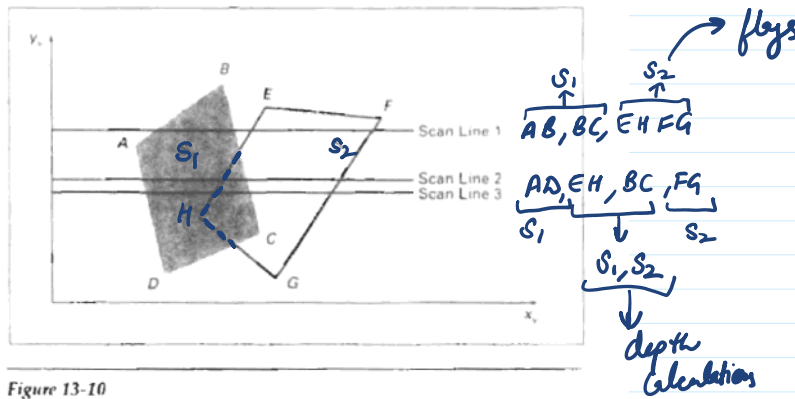 flags
yᵥ
B
S₁
S₂
E
F
AB, BC, EH FG
Scan Line 1
A
S₁
S₂
Scan Line 2
AD, EH, BC, FG
Scan Line 3
S₁
S₂
H
C
S₁, S₂
D
G
xᵥ
depth
Calculations
Figure 13-10